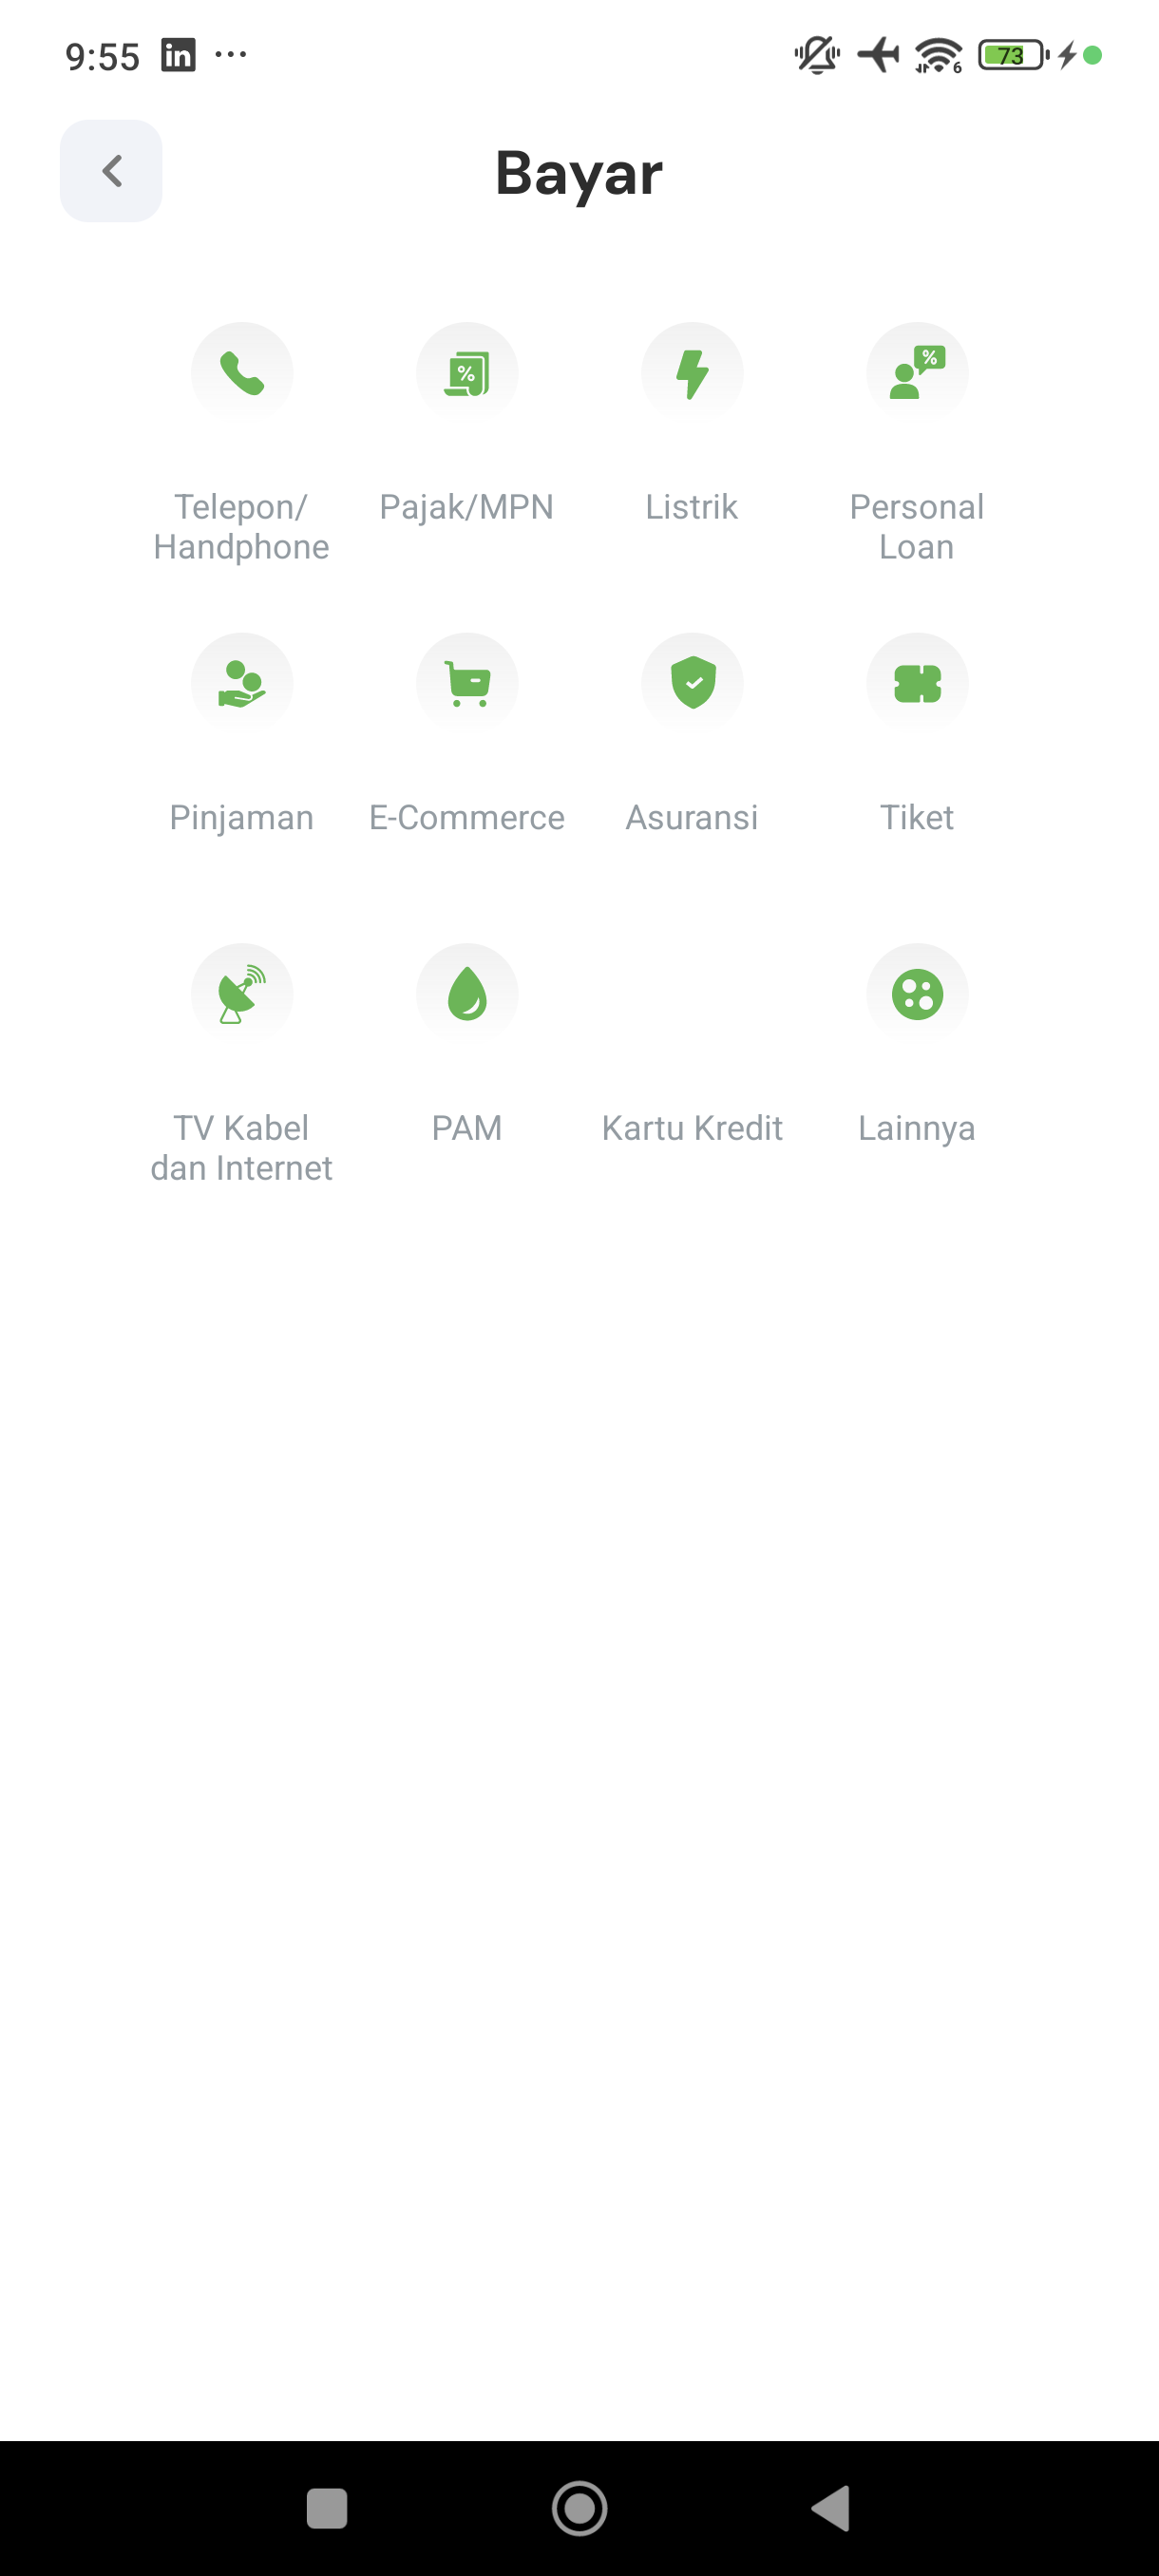 9:55 in ...
6 73
Bayar
%
%
Telepon/
Handphone
Pajak/MPN
Listrik
Personal
Loan
Pinjaman
E-Commerce
Asuransi
Tiket
TV Kabel
dan Internet
PAM
Kartu Kredit
Lainnya